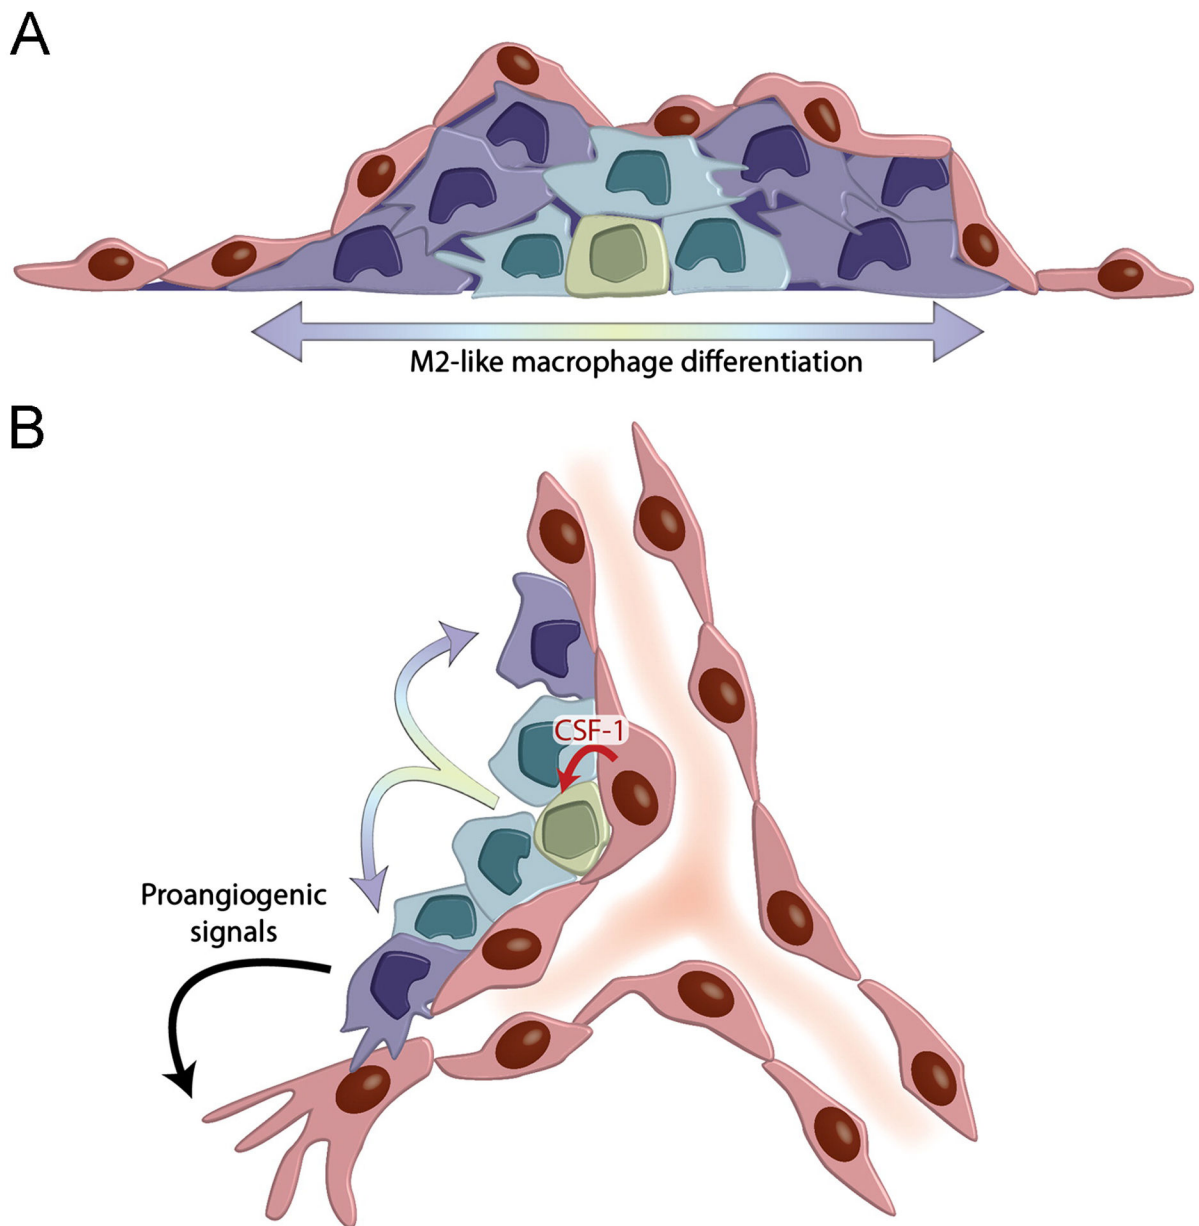 A
M2-like macrophage differentiation
B
CSF-1
Proangiogenic
signals